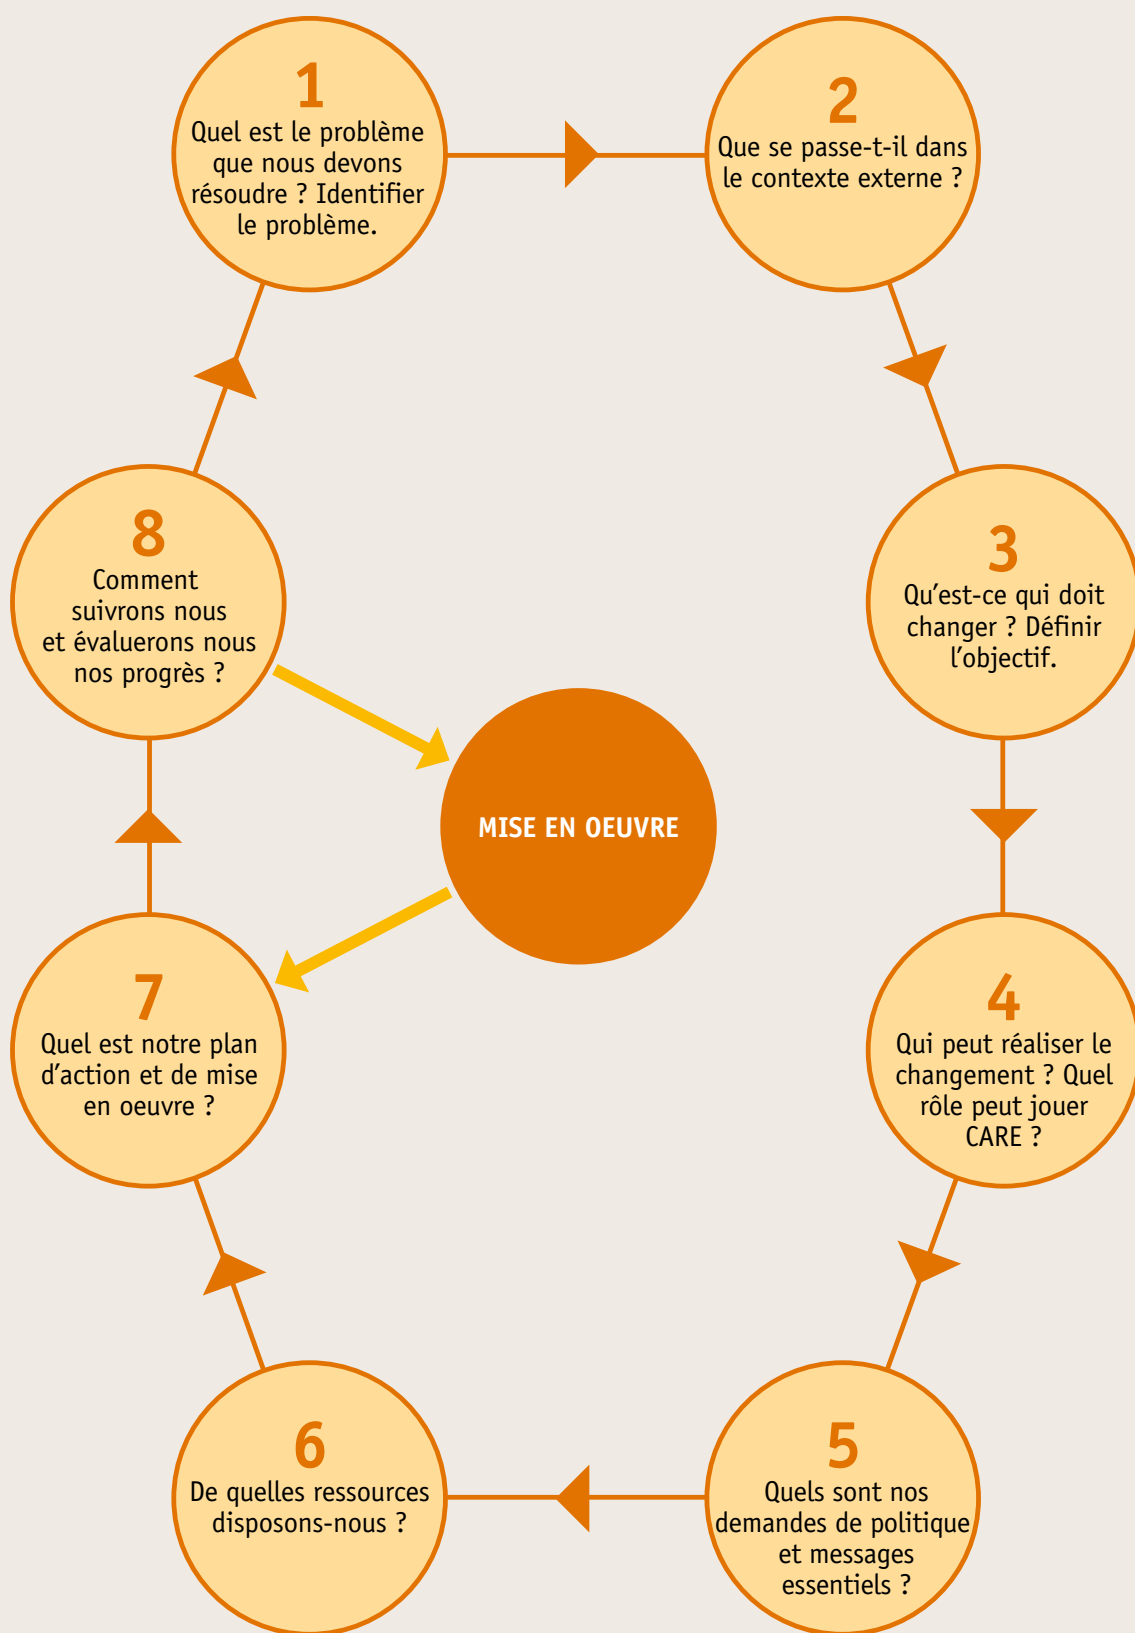 1
Quel est le problème
que nous devons
résoudre ? Identifier
le problème.
2
Que se passe-t-il dans
le contexte externe ?
3
Qu'est-ce qui doit
changer ? Définir
l'objectif.
4
Qui peut réaliser le
changement ? Quel
rôle peut jouer
CARE ?
5
Quels sont nos
demandes de politique
et messages
essentiels ?
6
De quelles ressources
disposons-nous ?
7
Quel est notre plan
d'action et de mise
en oeuvre ?
8
Comment
suivrons nous
et évaluerons nous
nos progrès ?
MISE EN OEUVRE